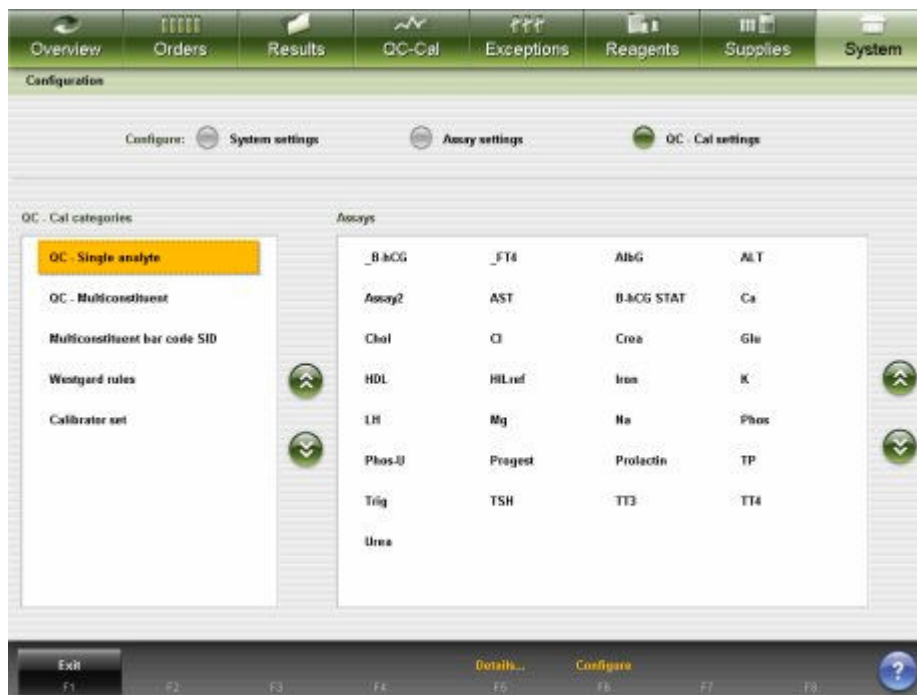 Overview Orders Results QC-Cal Exceptions Reagents Supplies System
Configuration
Configure: System settings Assay settings QC - Cal settings
QC - Cal categories Assays
QC - Single analyte
QC - Multiconstituent
Multiconstituent bar code SID
Westgard rules
Calibrator set
_B-hCG _FT4 AlbG ALT
Assay2 AST B-hCG STAT Ca
Chol Cl Crea Glu
HDL HILref Iron K
LH Mg Na Phos
Phos-U Progest Prolactin TP
Trig TSH TT3 TT4
Urea
Exit Details... Configure ?
F1 F2 F3 F4 F5 F6 F7 F8